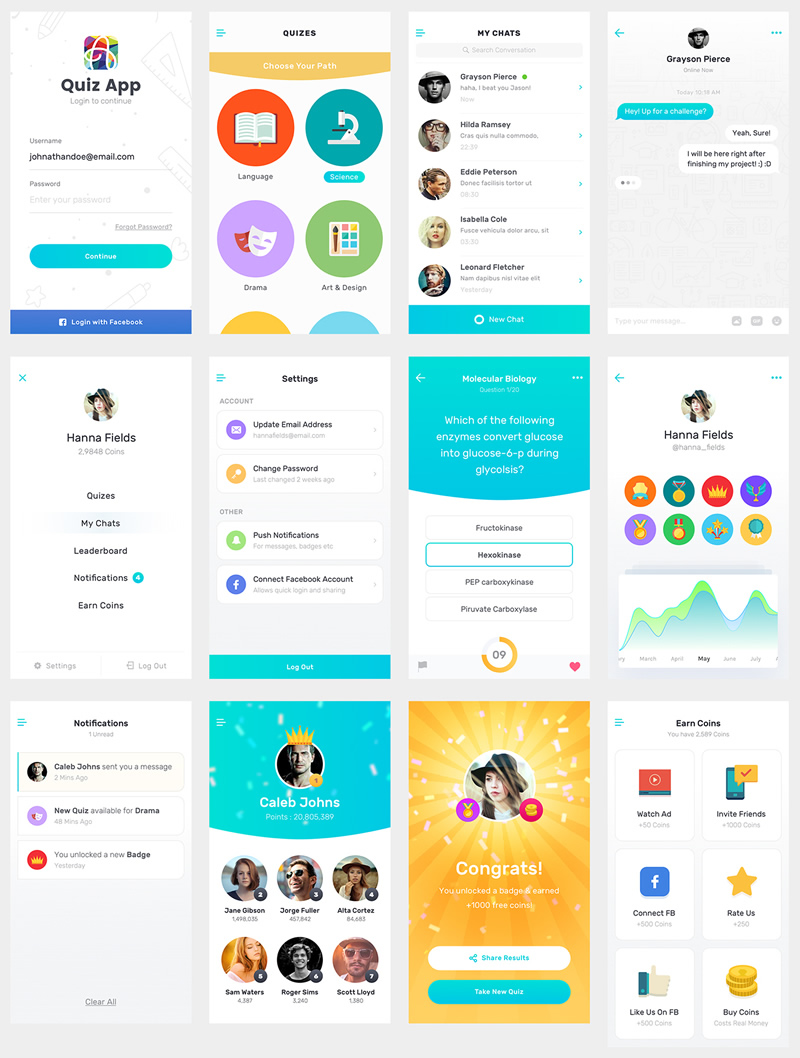 Quiz App
Login to continue
Username
johnathandoe@email.com
Password
Enter your password
Forgot Password?
Continue
Login with Facebook
QUIZES
Choose Your Path
Language
Science
Drama
Art & Design
MY CHATS
Search Conversation
Grayson Pierce
haha, I beat you Jason!
Now
Hilda Ramsey
Cras quis nulla commodo,
22:39
Eddie Peterson
Donec facilisis tortor ut
08:30
Isabella Cole
Fusce vehicula dolor arcu, sit
03:30
Leonard Fletcher
Nam dapibus nisl vitae elit
Yesterday
New Chat
Grayson Pierce
Online Now
Today 10:19 AM
Hey! Up for a challenge?
Yeah, Sure!
I will be here right after
finishing my project! :) :D
Type your message...
GIF
Hanna Fields
2,9848 Coins
Quizes
My Chats
Leaderboard
Notifications 4
Earn Coins
Settings
Log Out
Settings
ACCOUNT
Update Email Address
hannafields@email.com
Change Password
Last changed 2 weeks ago
OTHER
Push Notifications
For messages, badges etc
Connect Facebook Account
Allows quick login and sharing
Log Out
Molecular Biology
Question 1/20
Which of the following
enzymes convert glucose
into glucose-6-p during
glycolsis?
Fructokinase
Hexokinase
PEP carboxykinase
Piruvate Carboxylase
09
Hanna Fields
@hanna_fields
ry March April May June July A
Notifications
1 Unread
Caleb Johns sent you a message
2 Mins Ago
New Quiz available for Drama
48 Mins Ago
You unlocked a new Badge
Yesterday
Clear All
1
Caleb Johns
Points : 20,805,389
2 3 4
Jane Gibson Jorge Fuller Alta Cortez
1,498,035 457,842 84,683
5 6 7
Sam Waters Roger Sims Scott Lloyd
4,387 3,240 1,380
Congrats!
You unlocked a badge & earned
+1000 free coins!
Share Results
Take New Quiz
Earn Coins
You have 2,589 Coins
Watch Ad Invite Friends
+50 Coins +1000 Coins
Connect FB Rate Us
+500 Coins +250
Like Us On FB Buy Coins
+500 Coins Costs Real Money